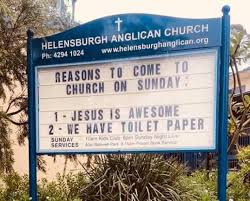 HELENSBURGH ANGLICAN CHURCH
Ph: 4294 1024 www.helensburghanglican.org
REASONS TO COME TO
CHURCH ON SUNDAY:
1 - JESUS IS AWESOME
2 - WE HAVE TOILET PAPER
SUNDAY
SERVICES